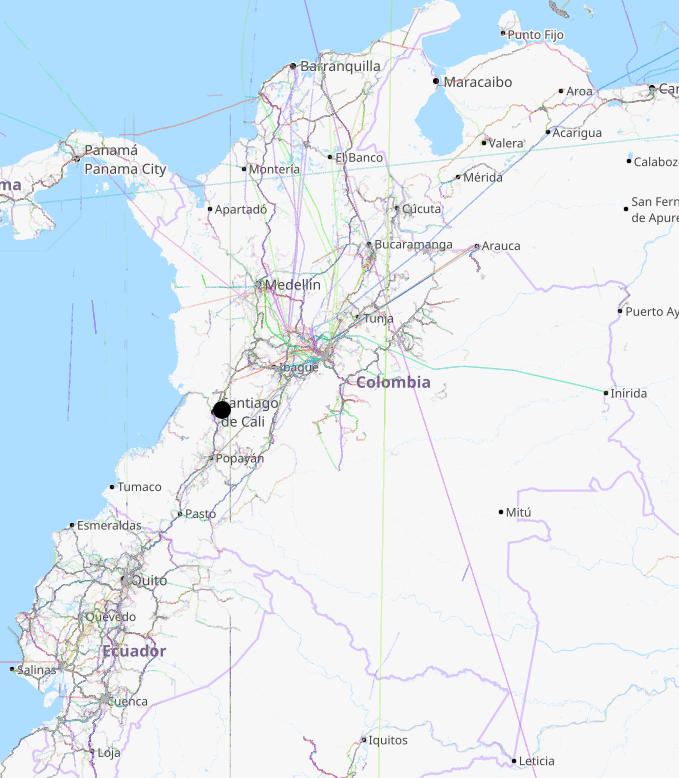 Punto Fijo
Barranquilla
Maracaibo
Aroa
Acarigua
Panamá
Panama City
El Banco
Valera
Calaboz
Montería
Mérida
ma
Apartadó
Cúcuta
San Fern
de Apure
Bucaramanga
Arauca
Medellín
Tunja
Puerto Ay
Ibagué
Colombia
Inírida
Santiago
de Cali
Popayán
Tumaco
Mitú
Pasto
Esmeraldas
Quito
Quevedo
Ecuador
Salinas
Cuenca
Iquitos
Loja
Leticia